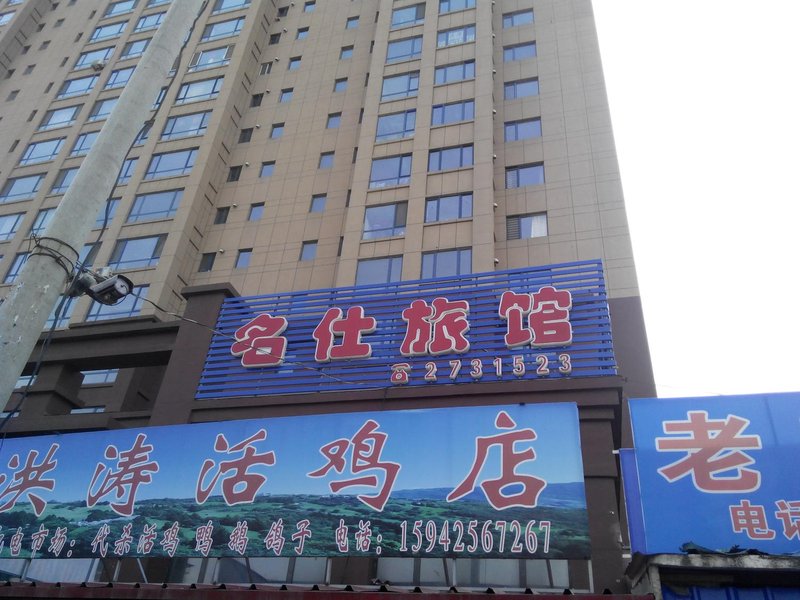 名仕旅馆
☎2731523
洪涛活鸡店
电市场：代杀活鸡 鸭 鹅 鸽子 电话：15942567267
老
电话